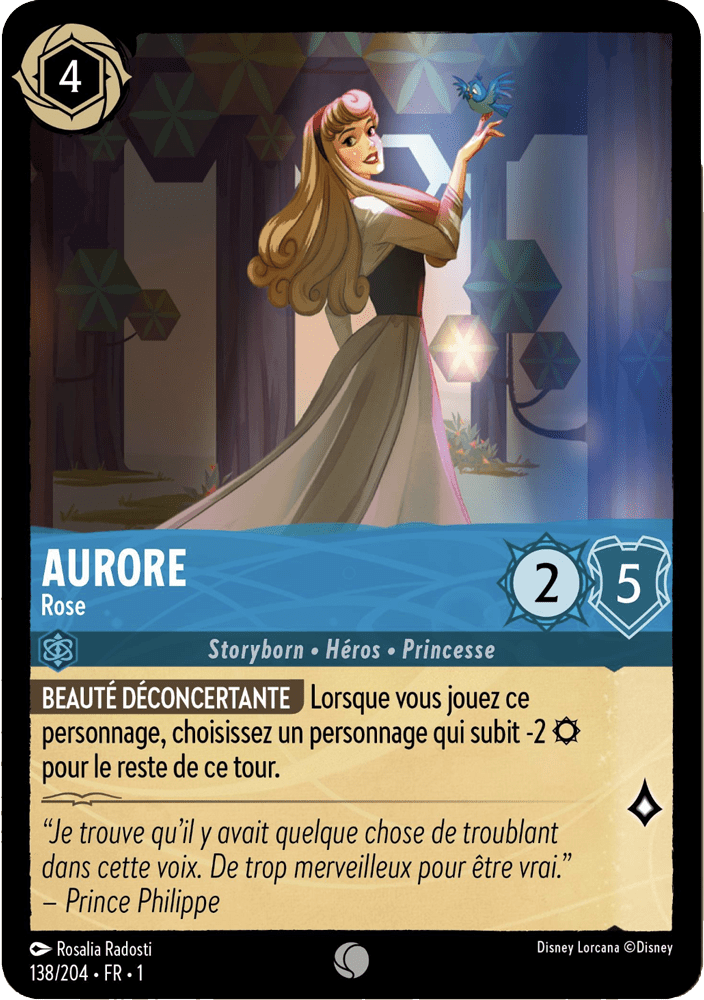 4
AURORE
Rose
2
5
Storyborn • Héros • Princesse
BEAUTÉ DÉCONCERTANTE Lorsque vous jouez ce
personnage, choisissez un personnage qui subit -2
pour le reste de ce tour.
“Je trouve qu’il y avait quelque chose de troublant
dans cette voix. De trop merveilleux pour être vrai.”
– Prince Philippe
Rosalia Radosti
Disney Lorcana ©Disney
138/204 • FR • 1